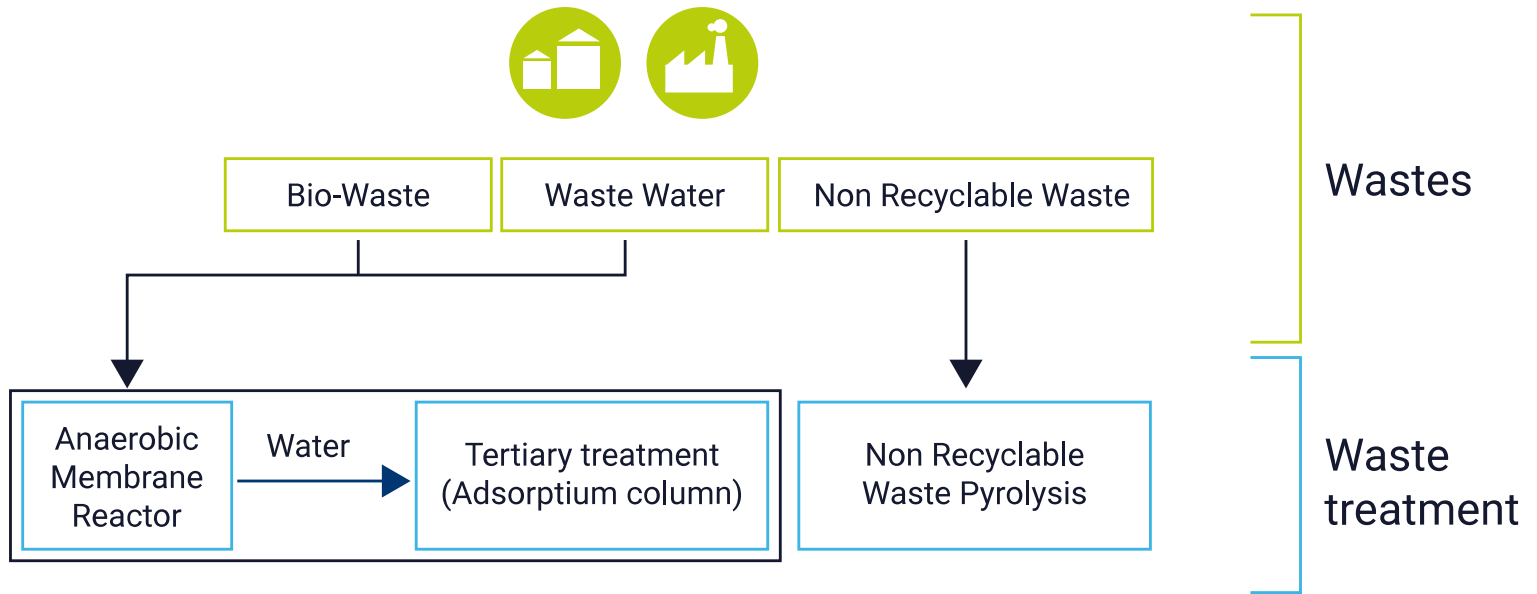 Bio-Waste
Waste Water
Non Recyclable Waste
Wastes
Anaerobic
Membrane
Reactor
Water
Tertiary treatment
(Adsorptium column)
Non Recyclable
Waste Pyrolysis
Waste
treatment